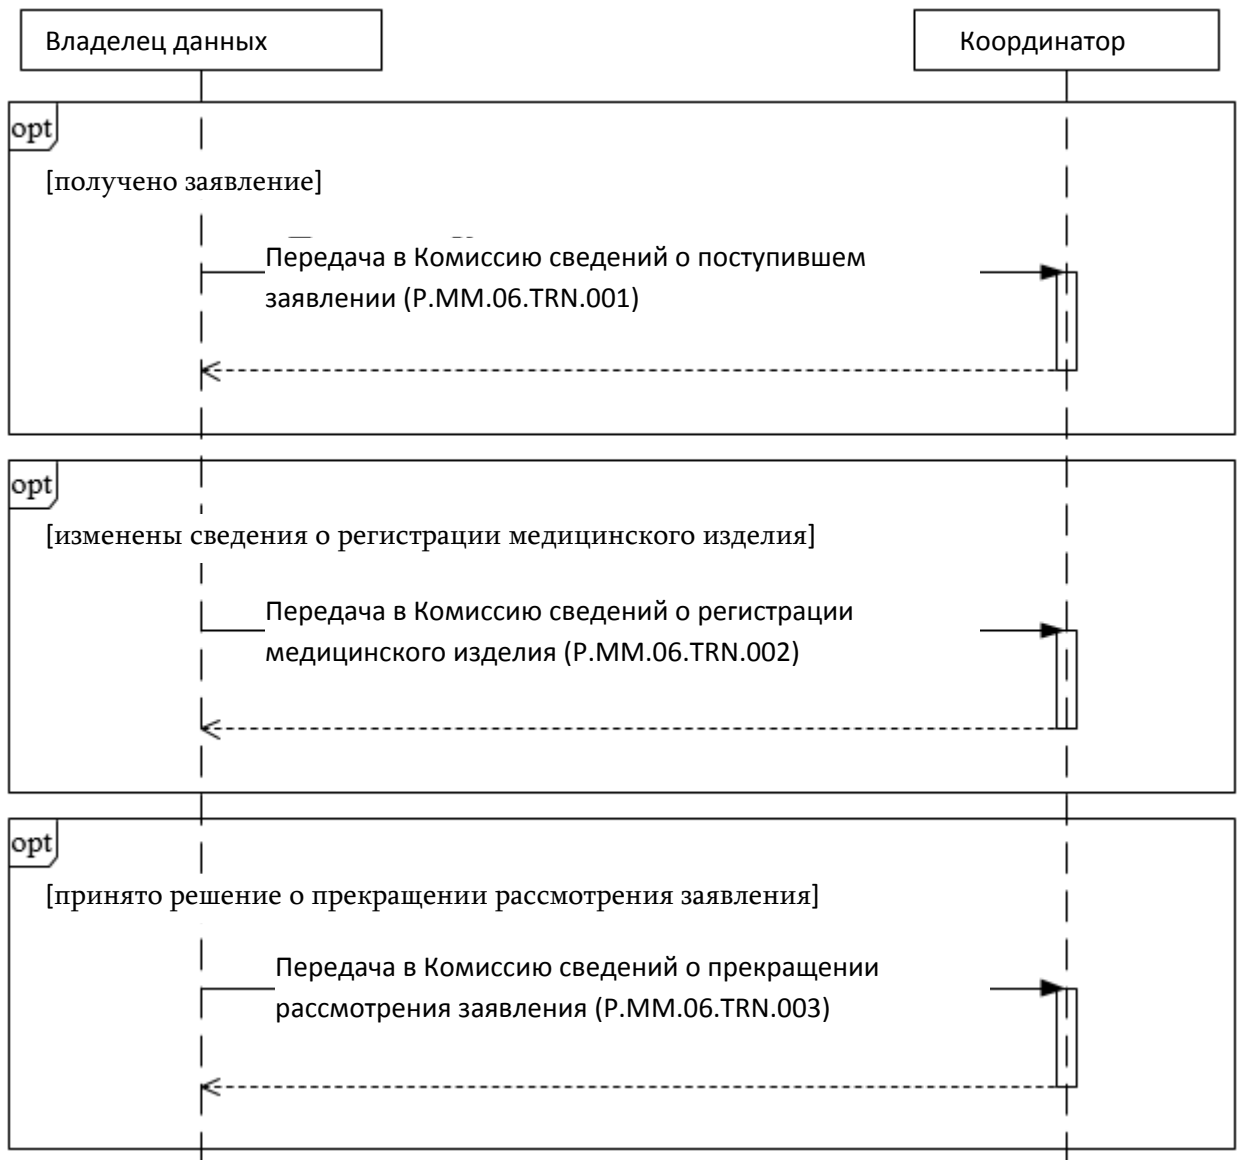 Владелец данных
Координатор
opt
[получено заявление]
Передача в Комиссию сведений о поступившем
заявлении (P.MM.06.TRN.001)
opt
[изменены сведения о регистрации медицинского изделия]
Передача в Комиссию сведений о регистрации
медицинского изделия (P.MM.06.TRN.002)
opt
[принято решение о прекращении рассмотрения заявления]
Передача в Комиссию сведений о прекращении
рассмотрения заявления (P.MM.06.TRN.003)